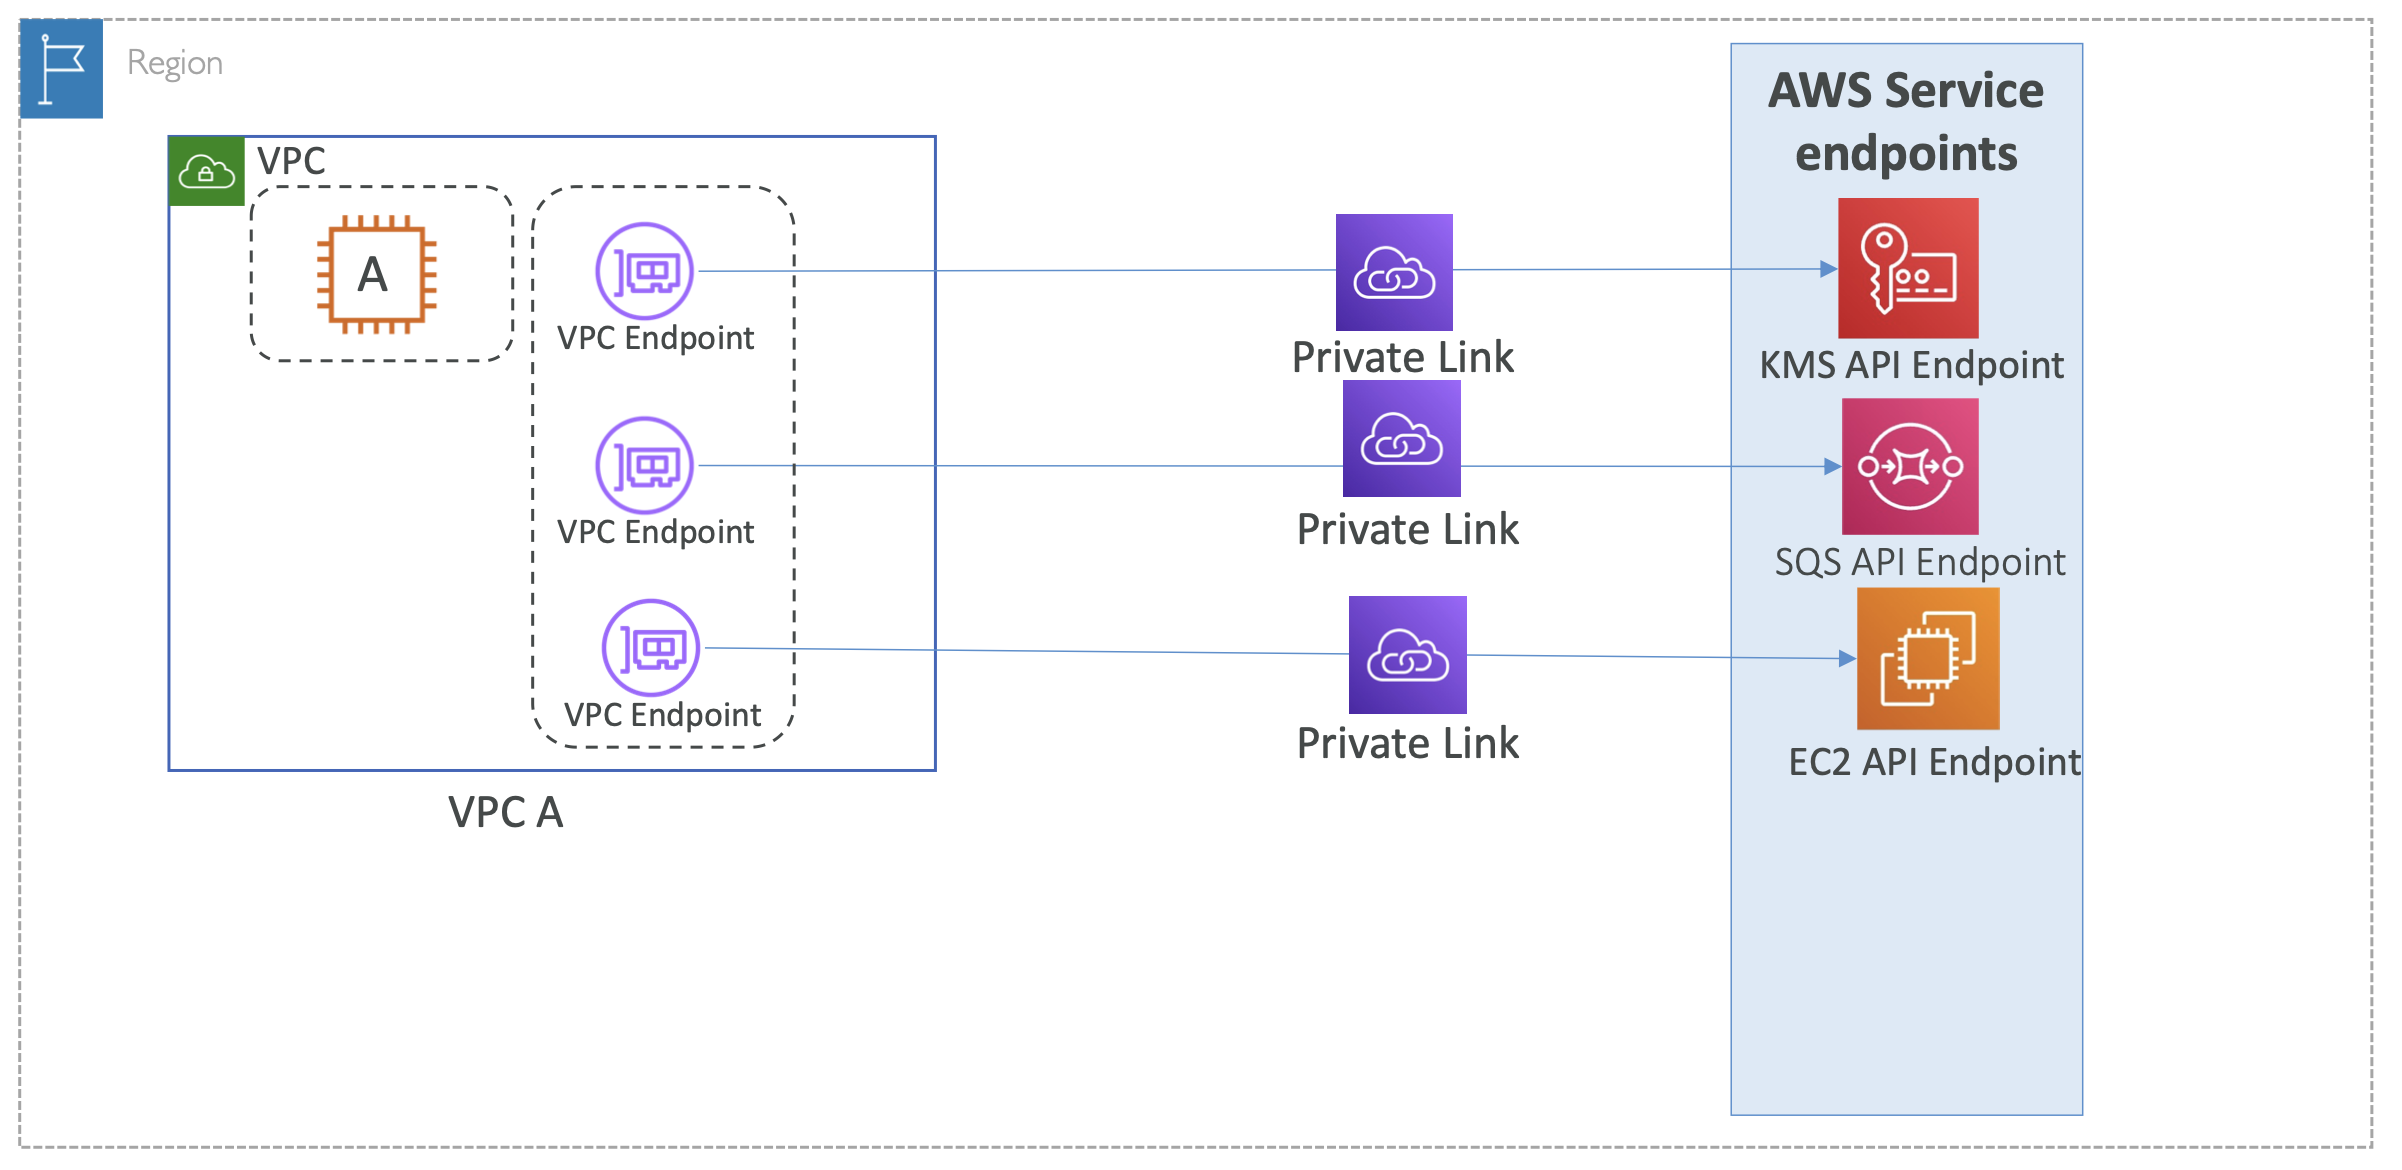 Region
VPC
A
VPC Endpoint
VPC Endpoint
VPC Endpoint
VPC A
Private Link
Private Link
Private Link
AWS Service
endpoints
KMS API Endpoint
SQS API Endpoint
EC2 API Endpoint